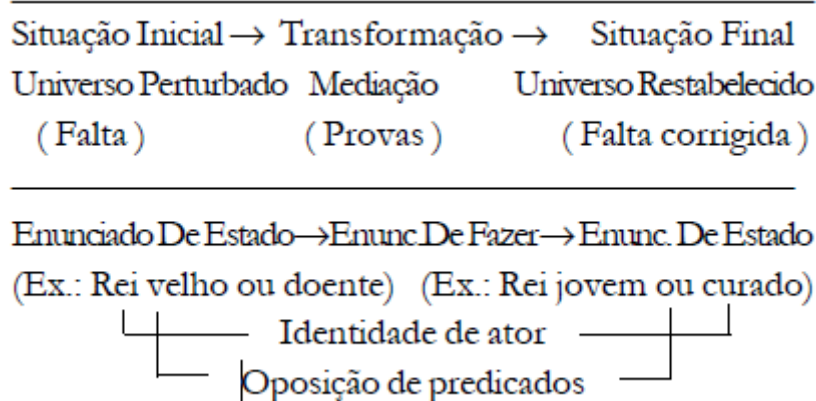 Situação Inicial → Transformação → Situação Final
Universo Perturbado Mediação Universo Restabelecido
( Falta ) ( Provas ) ( Falta corrigida )
Enunciado De Estado→Enunc.De Fazer→Enunc. De Estado
(Ex.: Rei velho ou doente) (Ex.: Rei jovem ou curado)
Identidade de ator
Oposição de predicados